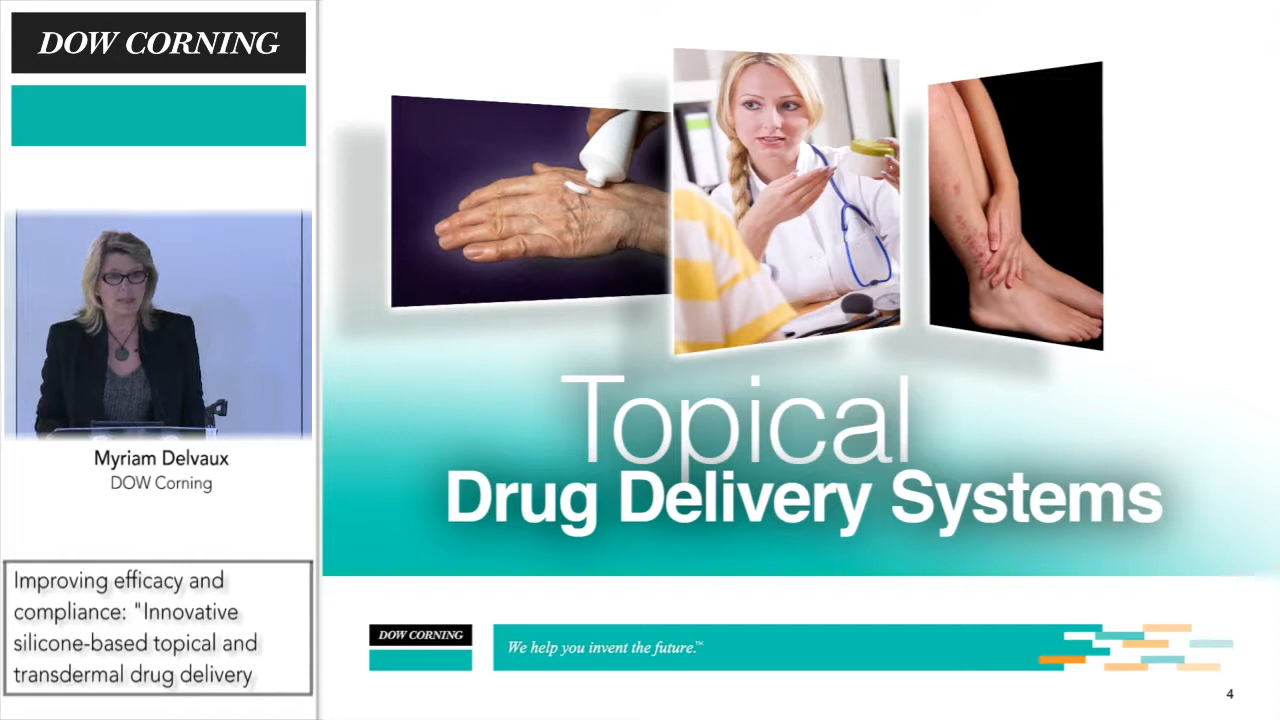 DOW CORNING
Myriam Delvaux
DOW Corning
Improving efficacy and
compliance: "Innovative
silicone-based topical and
transdermal drug delivery
Topical
Drug Delivery Systems
DOW CORNING
We help you invent the future.™
4